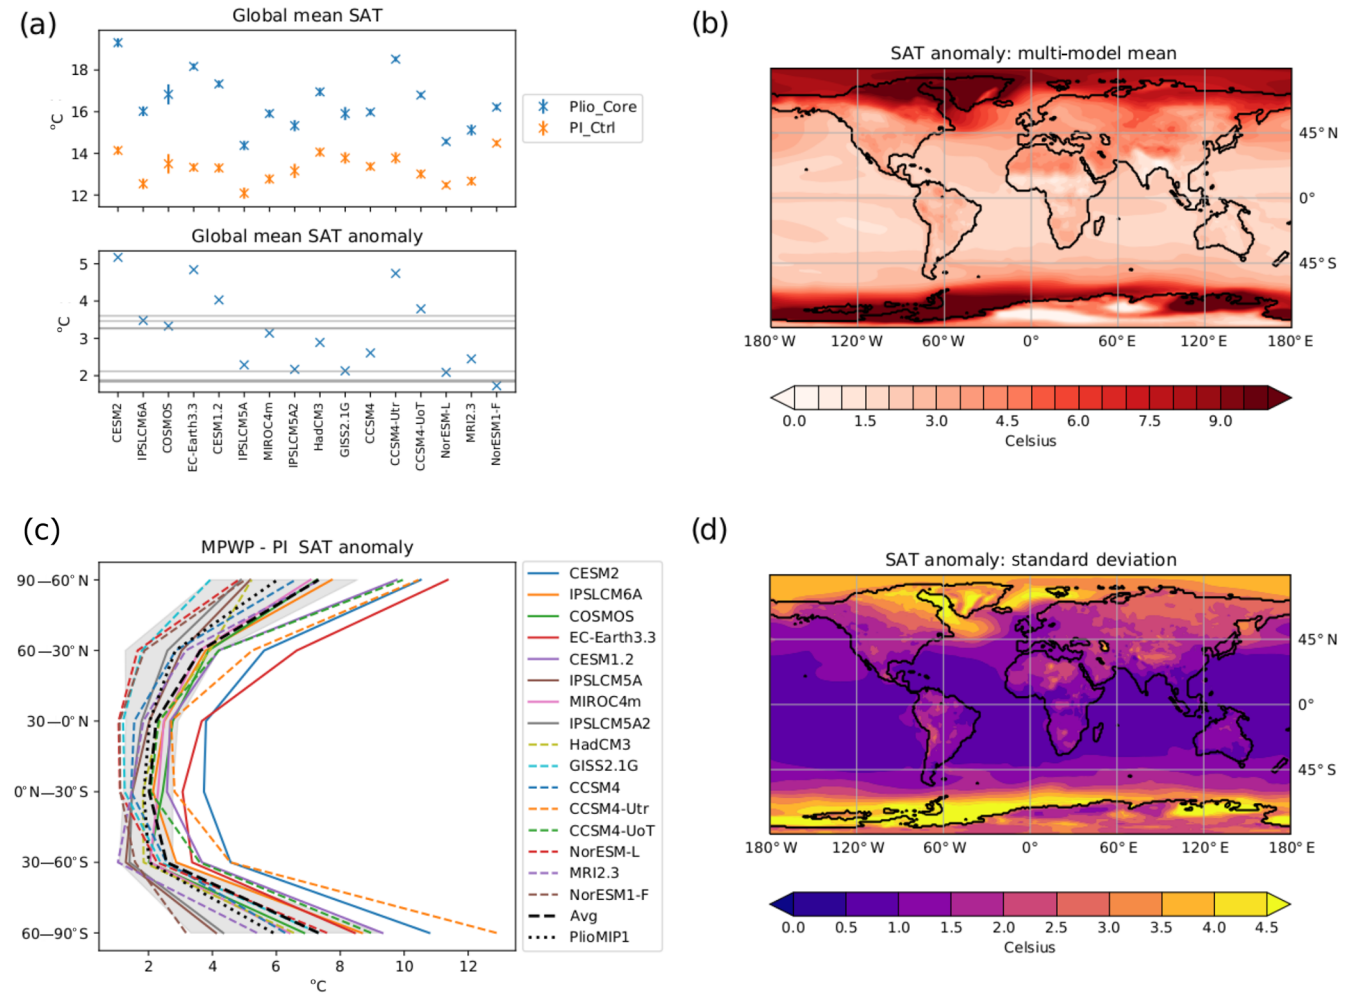 (a)
Global mean SAT
18
16
14
12
°C
Plio_Core
PI_Ctrl
Global mean SAT anomaly
5
4
3
2
°C
CESM2
IPSLCM6A
COSMOS
EC-Earth3.3
CESM1.2
IPSLCM5A
MIROC4m
IPSLCM5A2
HadCM3
GISS2.1G
CCSM4
CCSM4-Utr
CCSM4-UoT
NorESM-L
MRI2.3
NorESM1-F
(b)
SAT anomaly: multi-model mean
45°N
0°
45°S
180°W 120°W 60°W 0° 60°E 120°E 180°E
0.0 1.5 3.0 4.5 6.0 7.5 9.0
Celsius
(c)
MPWP - PI SAT anomaly
90—60°N
60—30°N
30—0°N
0°N—30°S
30—60°S
60—90°S
2 4 6 8 10 12
°C
CESM2
IPSLCM6A
COSMOS
EC-Earth3.3
CESM1.2
IPSLCM5A
MIROC4m
IPSLCM5A2
HadCM3
GISS2.1G
CCSM4
CCSM4-Utr
CCSM4-UoT
NorESM-L
MRI2.3
NorESM1-F
Avg
PlioMIP1
(d)
SAT anomaly: standard deviation
45°N
0°
45°S
180°W 120°W 60°W 0° 60°E 120°E 180°E
0.0 0.5 1.0 1.5 2.0 2.5 3.0 3.5 4.0 4.5
Celsius